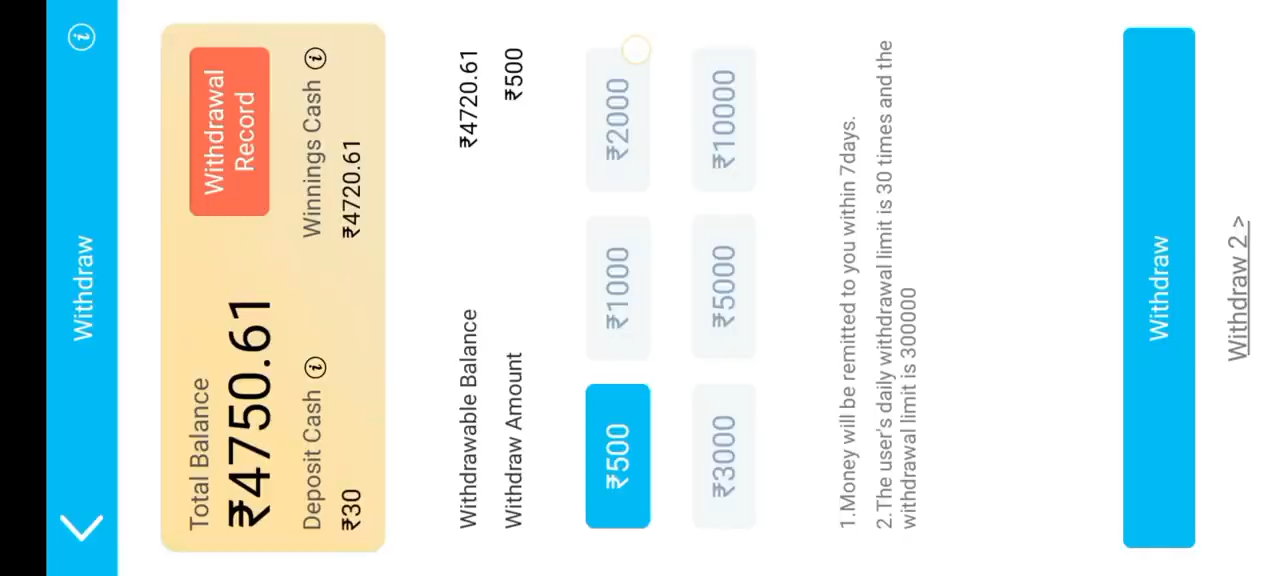 Withdraw
Total Balance
₹4750.61
Withdrawal
Record
Deposit Cash
Winnings Cash
₹30
₹4720.61
Withdrawable Balance
₹4720.61
Withdraw Amount
₹500
₹500
₹1000
₹2000
₹3000
₹5000
₹10000
1.Money will be remitted to you within 7days.
2.The user's daily withdrawal limit is 30 times and the
withdrawal limit is 300000
Withdraw
Withdraw 2 >